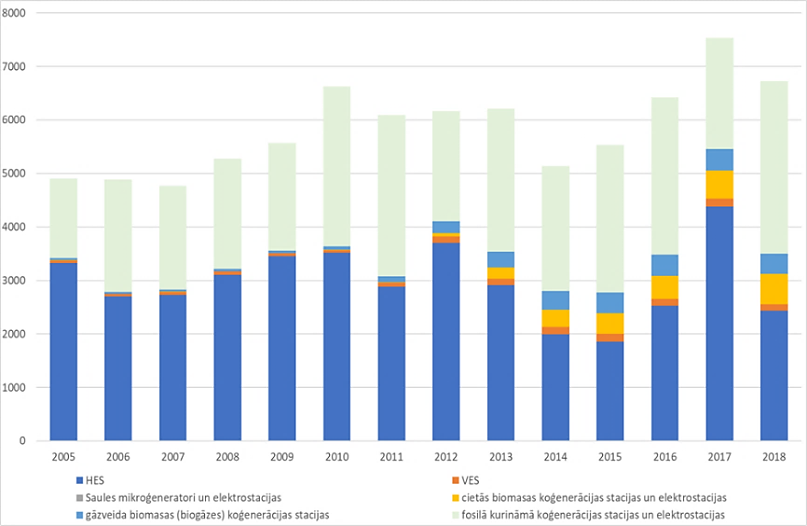 8000
7000
6000
5000
4000
3000
2000
1000
0
2005 2006 2007 2008 2009 2010 2011 2012 2013 2014 2015 2016 2017 2018
HES VES
Saules mikroģeneratori un elektrostacijas cietās biomasas koģenerācijas stacijas un elektrostacijas
gāzveida biomasas (biogāzes) koģenerācijas stacijas fosilā kurināmā koģenerācijas stacijas un elektrostacijas